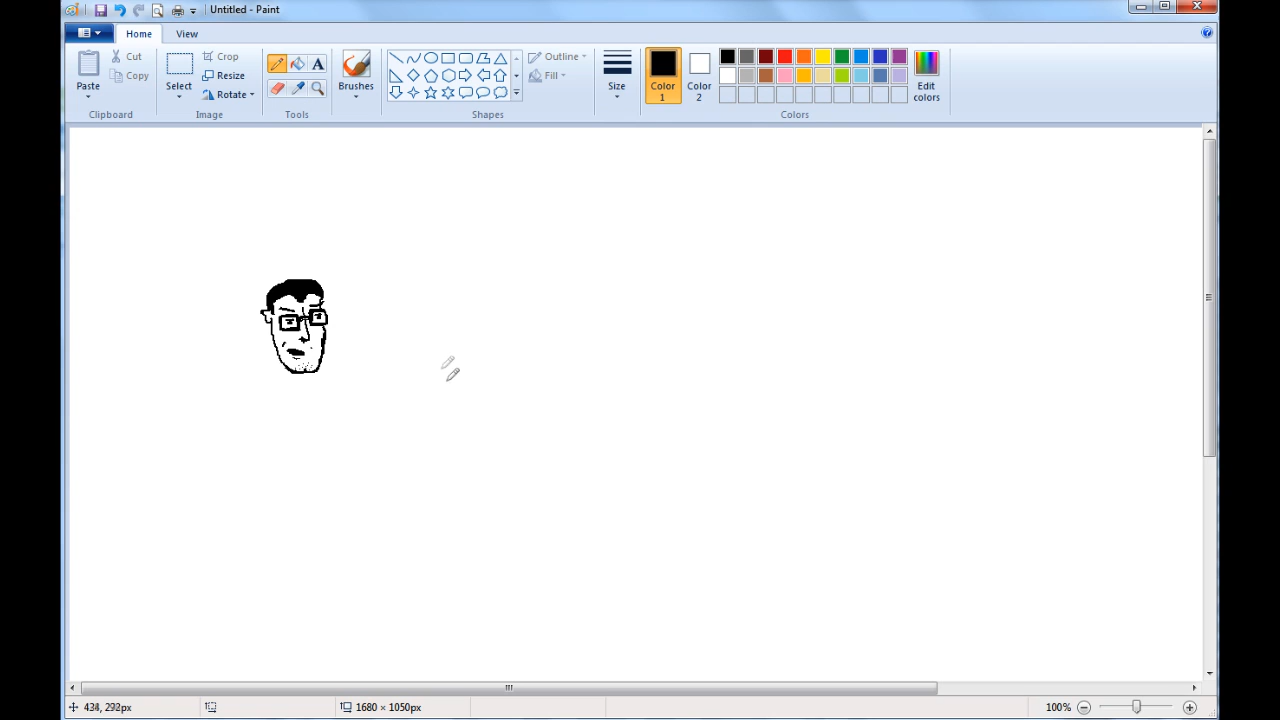 Untitled - Paint
Home View
Paste
Cut
Copy
Clipboard
Select
Crop
Resize
Rotate
Image
A
Tools
Brushes
Outline
Fill
Shapes
Size
Color 1
Color 2
Edit colors
Colors
1680 × 1050px
100%